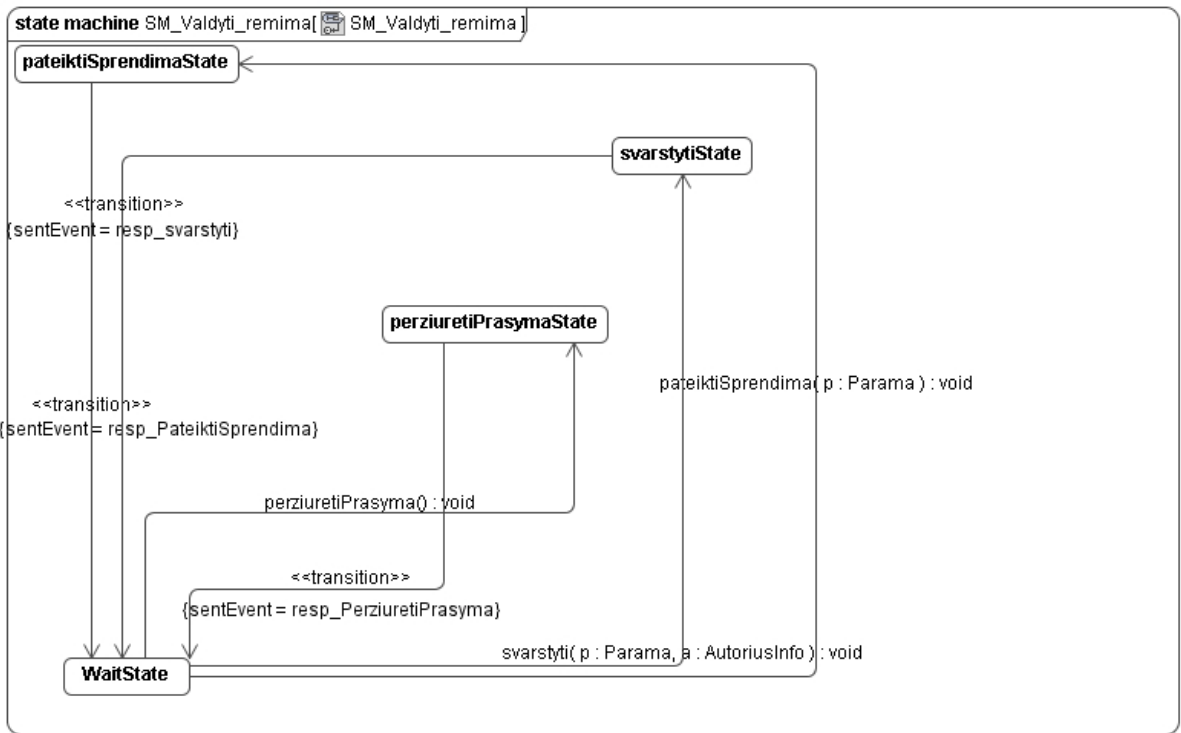 state machine SM_Valdyti_remima[ SM_Valdyti_remima ]
pateiktiSprendimaState
svarstytiState
<<transition>>
{sentEvent = resp_svarstyti}
perziuretiPrasymaState
pateiktiSprendima( p : Parama ) : void
<<transition>>
{sentEvent = resp_PateiktiSprendima}
perziuretiPrasyma() : void
<<transition>>
{sentEvent = resp_PerziuretiPrasyma}
svarstyti( p : Parama, a : AutoriusInfo ) : void
WaitState